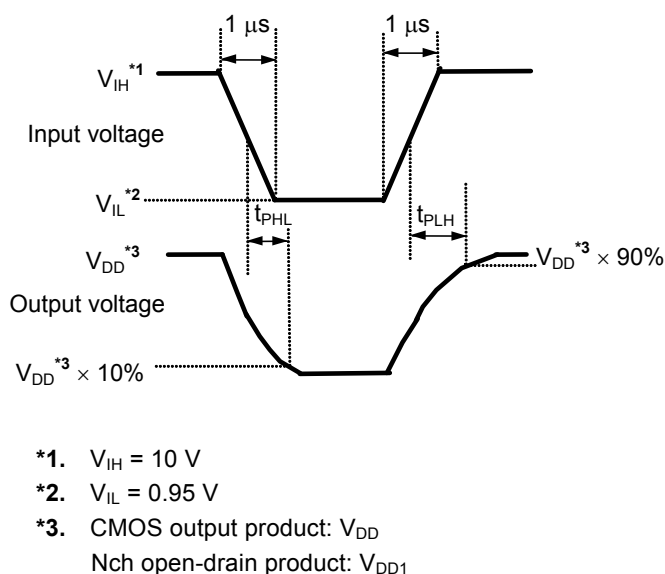 1 μs 1 μs
V_IH*1
Input voltage
V_IL*2
t_PHL t_PLH
V_DD*3 V_DD*3 × 90%
Output voltage
V_DD*3 × 10%
*1. V_IH = 10 V
*2. V_IL = 0.95 V
*3. CMOS output product: V_DD
Nch open-drain product: V_DD1